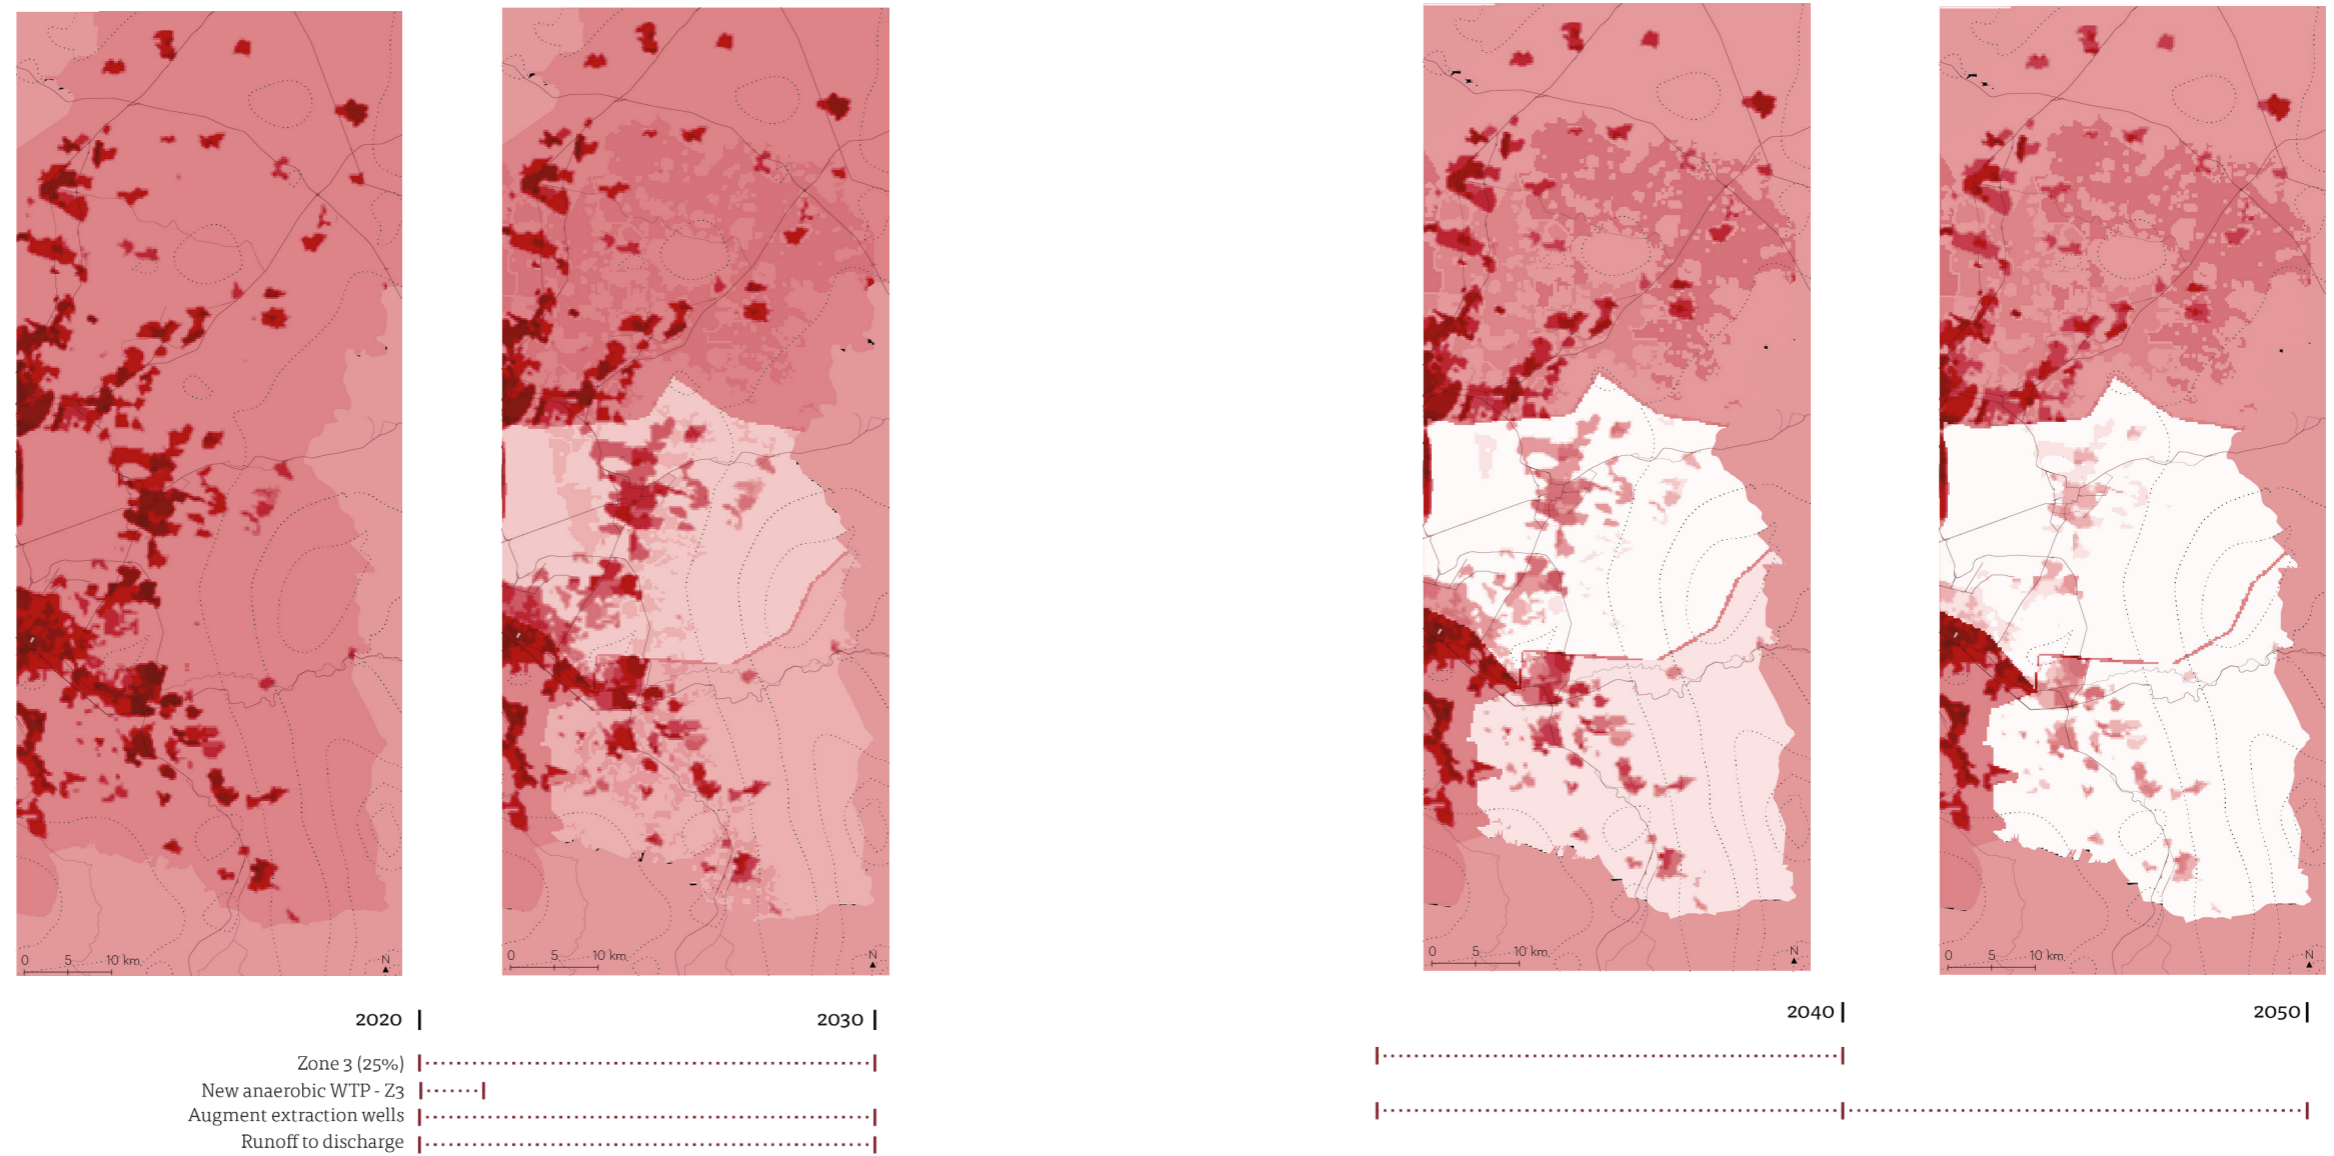 0 5 10 km
N
0 5 10 km
N
0 5 10 km
N
0 5 10 km
N
2020
2030
2040
2050
Zone 3 (25%)
New anaerobic WTP - Z3
Augment extraction wells
Runoff to discharge